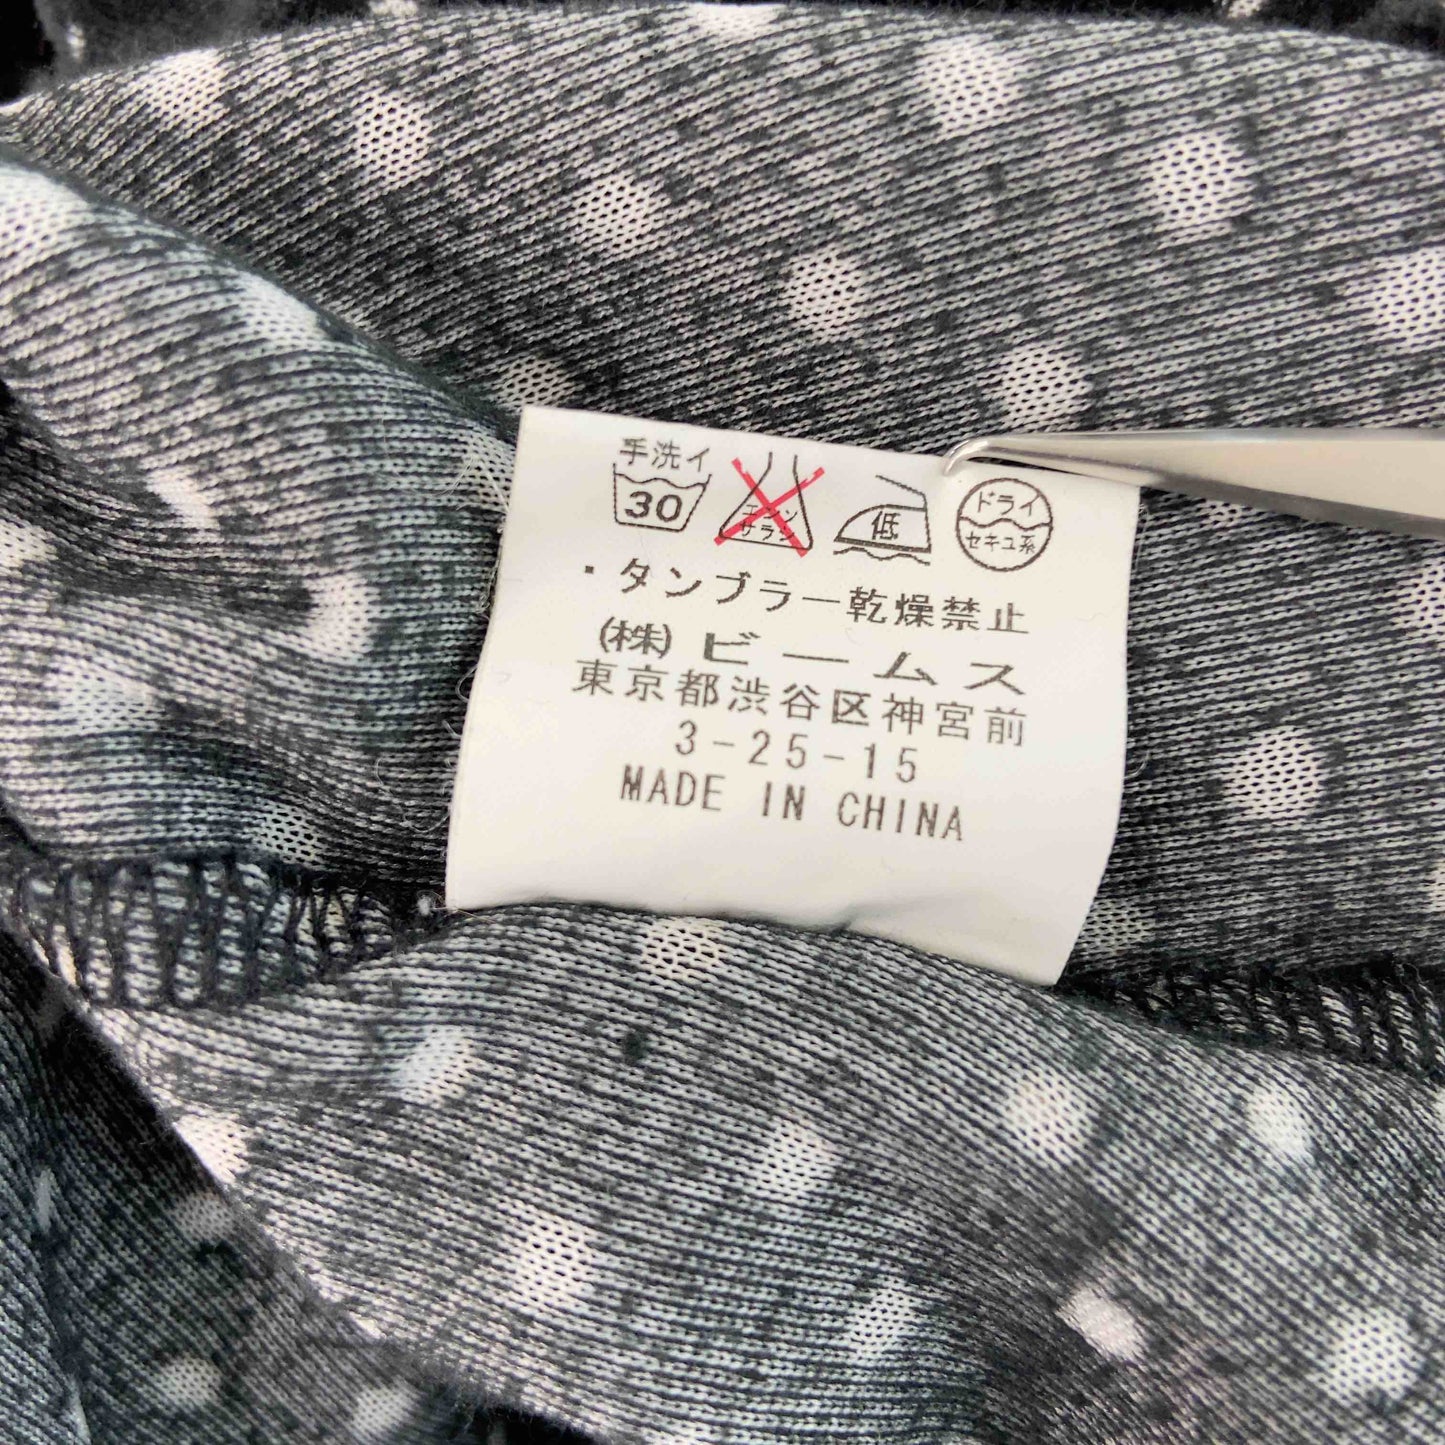 手洗イ
30
エンソ
サラシ
低
ドライ
セキユ系
・タンブラー乾燥禁止
(株)ビームス
東京都渋谷区神宮前
3-25-15
MADE IN CHINA